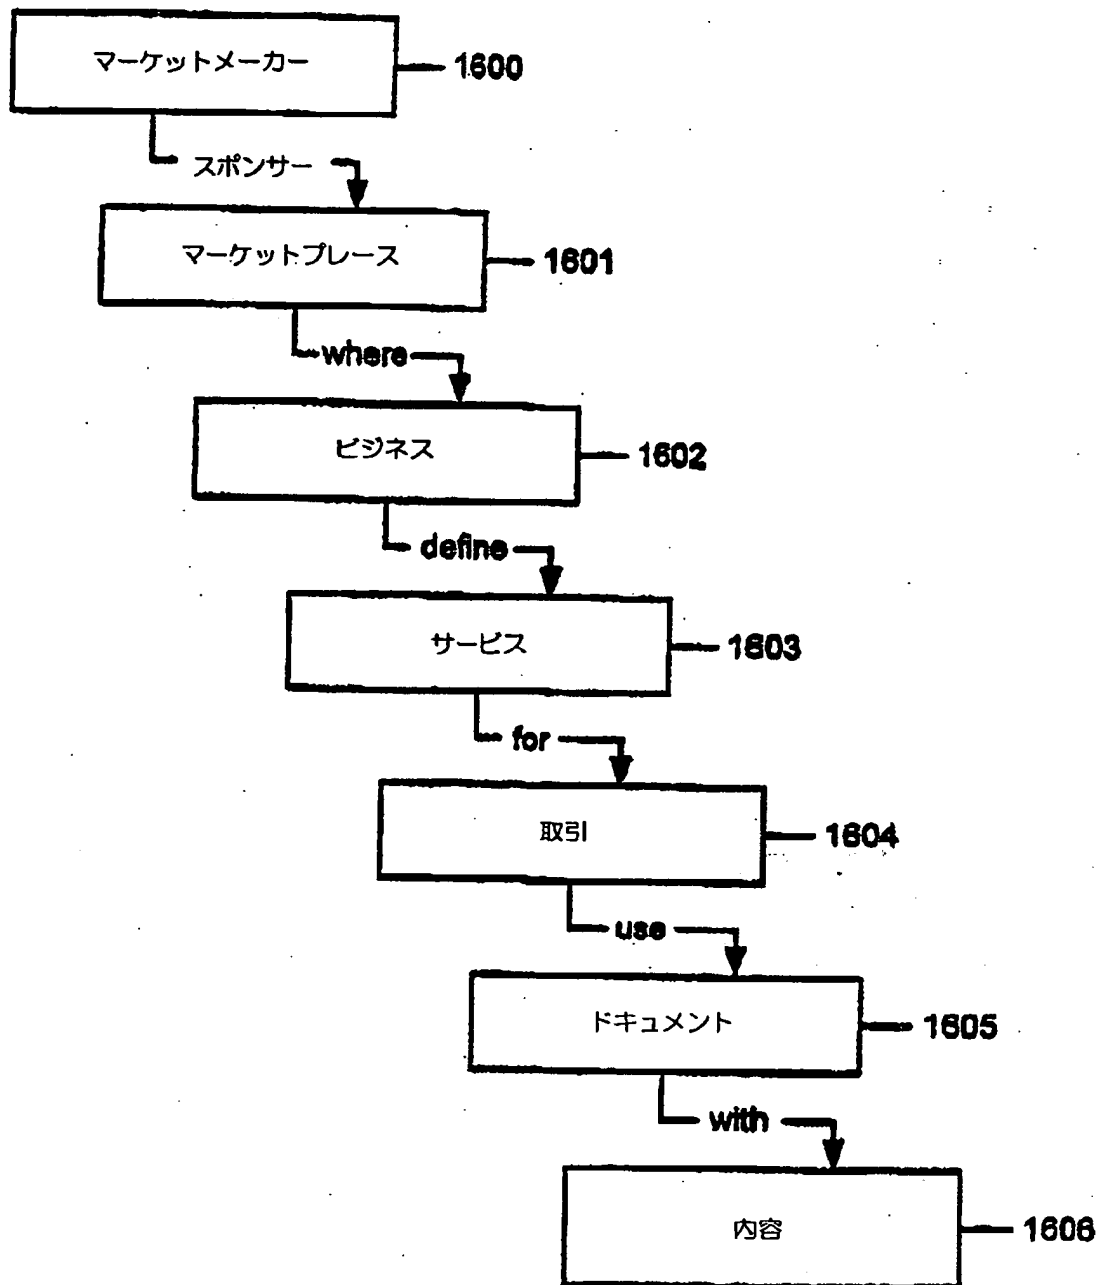 マーケットメーカー 1600
スポンサー
マーケットプレース 1601
where
ビジネス 1602
define
サービス 1603
for
取引 1604
use
ドキュメント 1605
with
内容 1606